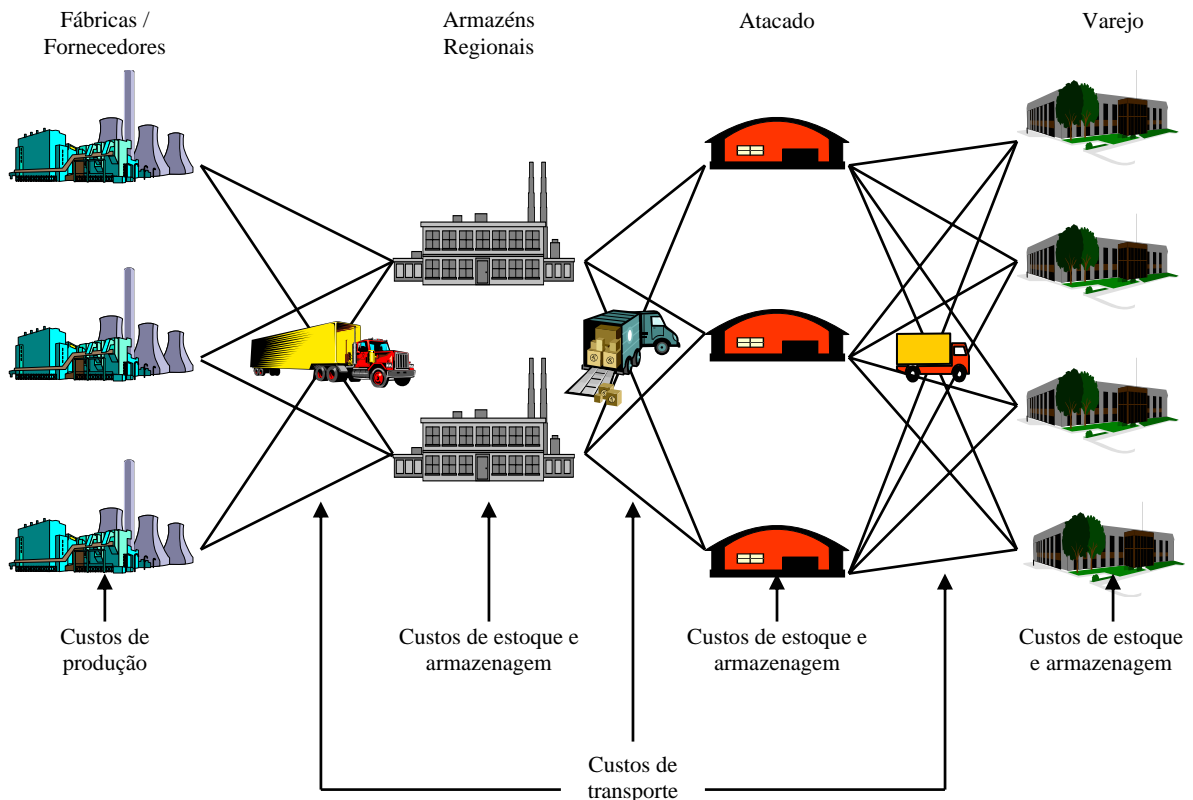 Fábricas /
Fornecedores
Armazéns
Regionais
Atacado
Varejo
Custos de
produção
Custos de estoque e
armazenagem
Custos de estoque e
armazenagem
Custos de estoque
e armazenagem
Custos de
transporte